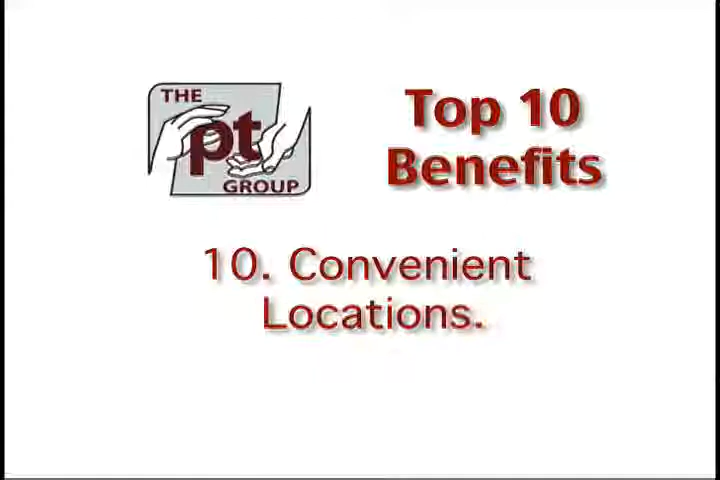 THE
pt
GROUP
Top 10
Benefits
10. Convenient
Locations.